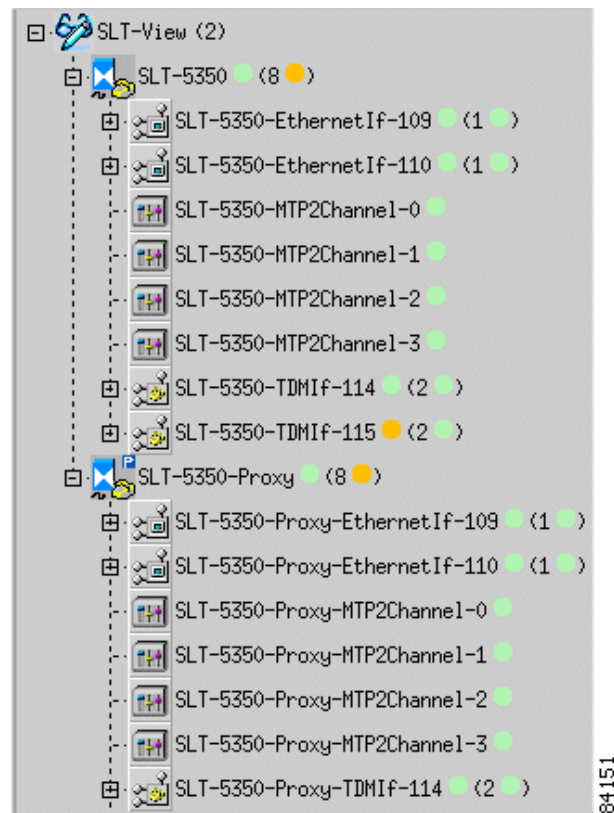 SLT-View (2)
SLT-5350 (8 )
SLT-5350-EthernetIf-109 (1 )
SLT-5350-EthernetIf-110 (1 )
SLT-5350-MTP2Channel-0
SLT-5350-MTP2Channel-1
SLT-5350-MTP2Channel-2
SLT-5350-MTP2Channel-3
SLT-5350-TDMIf-114 (2 )
SLT-5350-TDMIf-115 (2 )
P
SLT-5350-Proxy (8 )
SLT-5350-Proxy-EthernetIf-109 (1 )
SLT-5350-Proxy-EthernetIf-110 (1 )
SLT-5350-Proxy-MTP2Channel-0
SLT-5350-Proxy-MTP2Channel-1
SLT-5350-Proxy-MTP2Channel-2
SLT-5350-Proxy-MTP2Channel-3
SLT-5350-Proxy-TDMIf-114 (2 )
84151